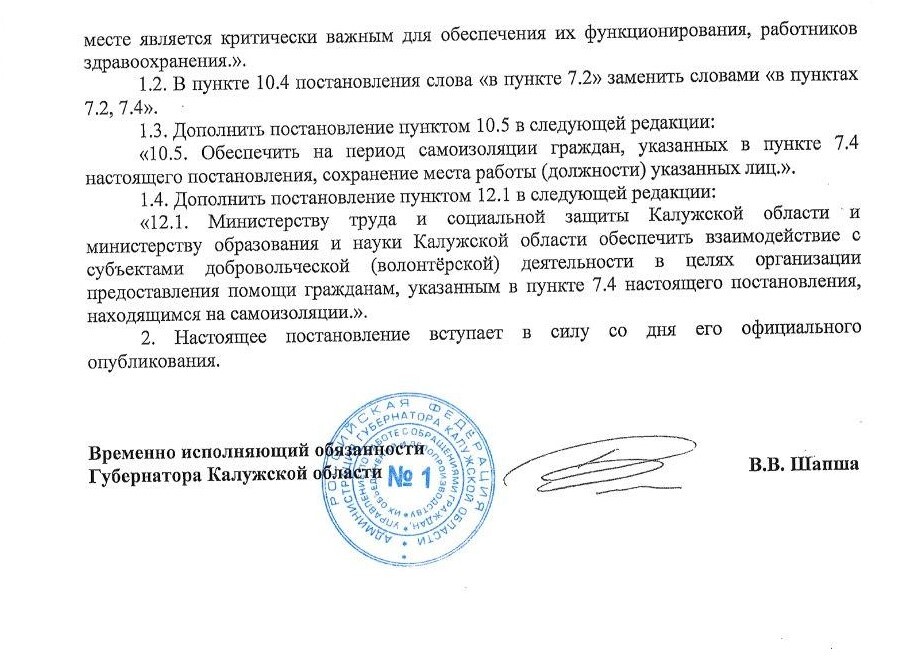 месте является критически важным для обеспечения их функционирования, работников
здравоохранения.».
1.2. В пункте 10.4 постановления слова «в пункте 7.2» заменить словами «в пунктах
7.2, 7.4».
1.3. Дополнить постановление пунктом 10.5 в следующей редакции:
«10.5. Обеспечить на период самоизоляции граждан, указанных в пункте 7.4
настоящего постановления, сохранение места работы (должности) указанных лиц.».
1.4. Дополнить постановление пунктом 12.1 в следующей редакции:
«12.1. Министерству труда и социальной защиты Калужской области и
министерству образования и науки Калужской области обеспечить взаимодействие с
субъектами добровольческой (волонтёрской) деятельности в целях организации
предоставления помощи гражданам, указанным в пункте 7.4 настоящего постановления,
находящимся на самоизоляции.».
2. Настоящее постановление вступает в силу со дня его официального
опубликования.
Временно исполняющий обязанности
Губернатора Калужской области
В.В. Шапша
РОССИЙСКАЯ ФЕДЕРАЦИЯ
АДМИНИСТРАЦИЯ ГУБЕРНАТОРА КАЛУЖСКОЙ ОБЛАСТИ
УПРАВЛЕНИЕ ПО РАБОТЕ С ОБРАЩЕНИЯМИ ГРАЖДАН,
№ 1